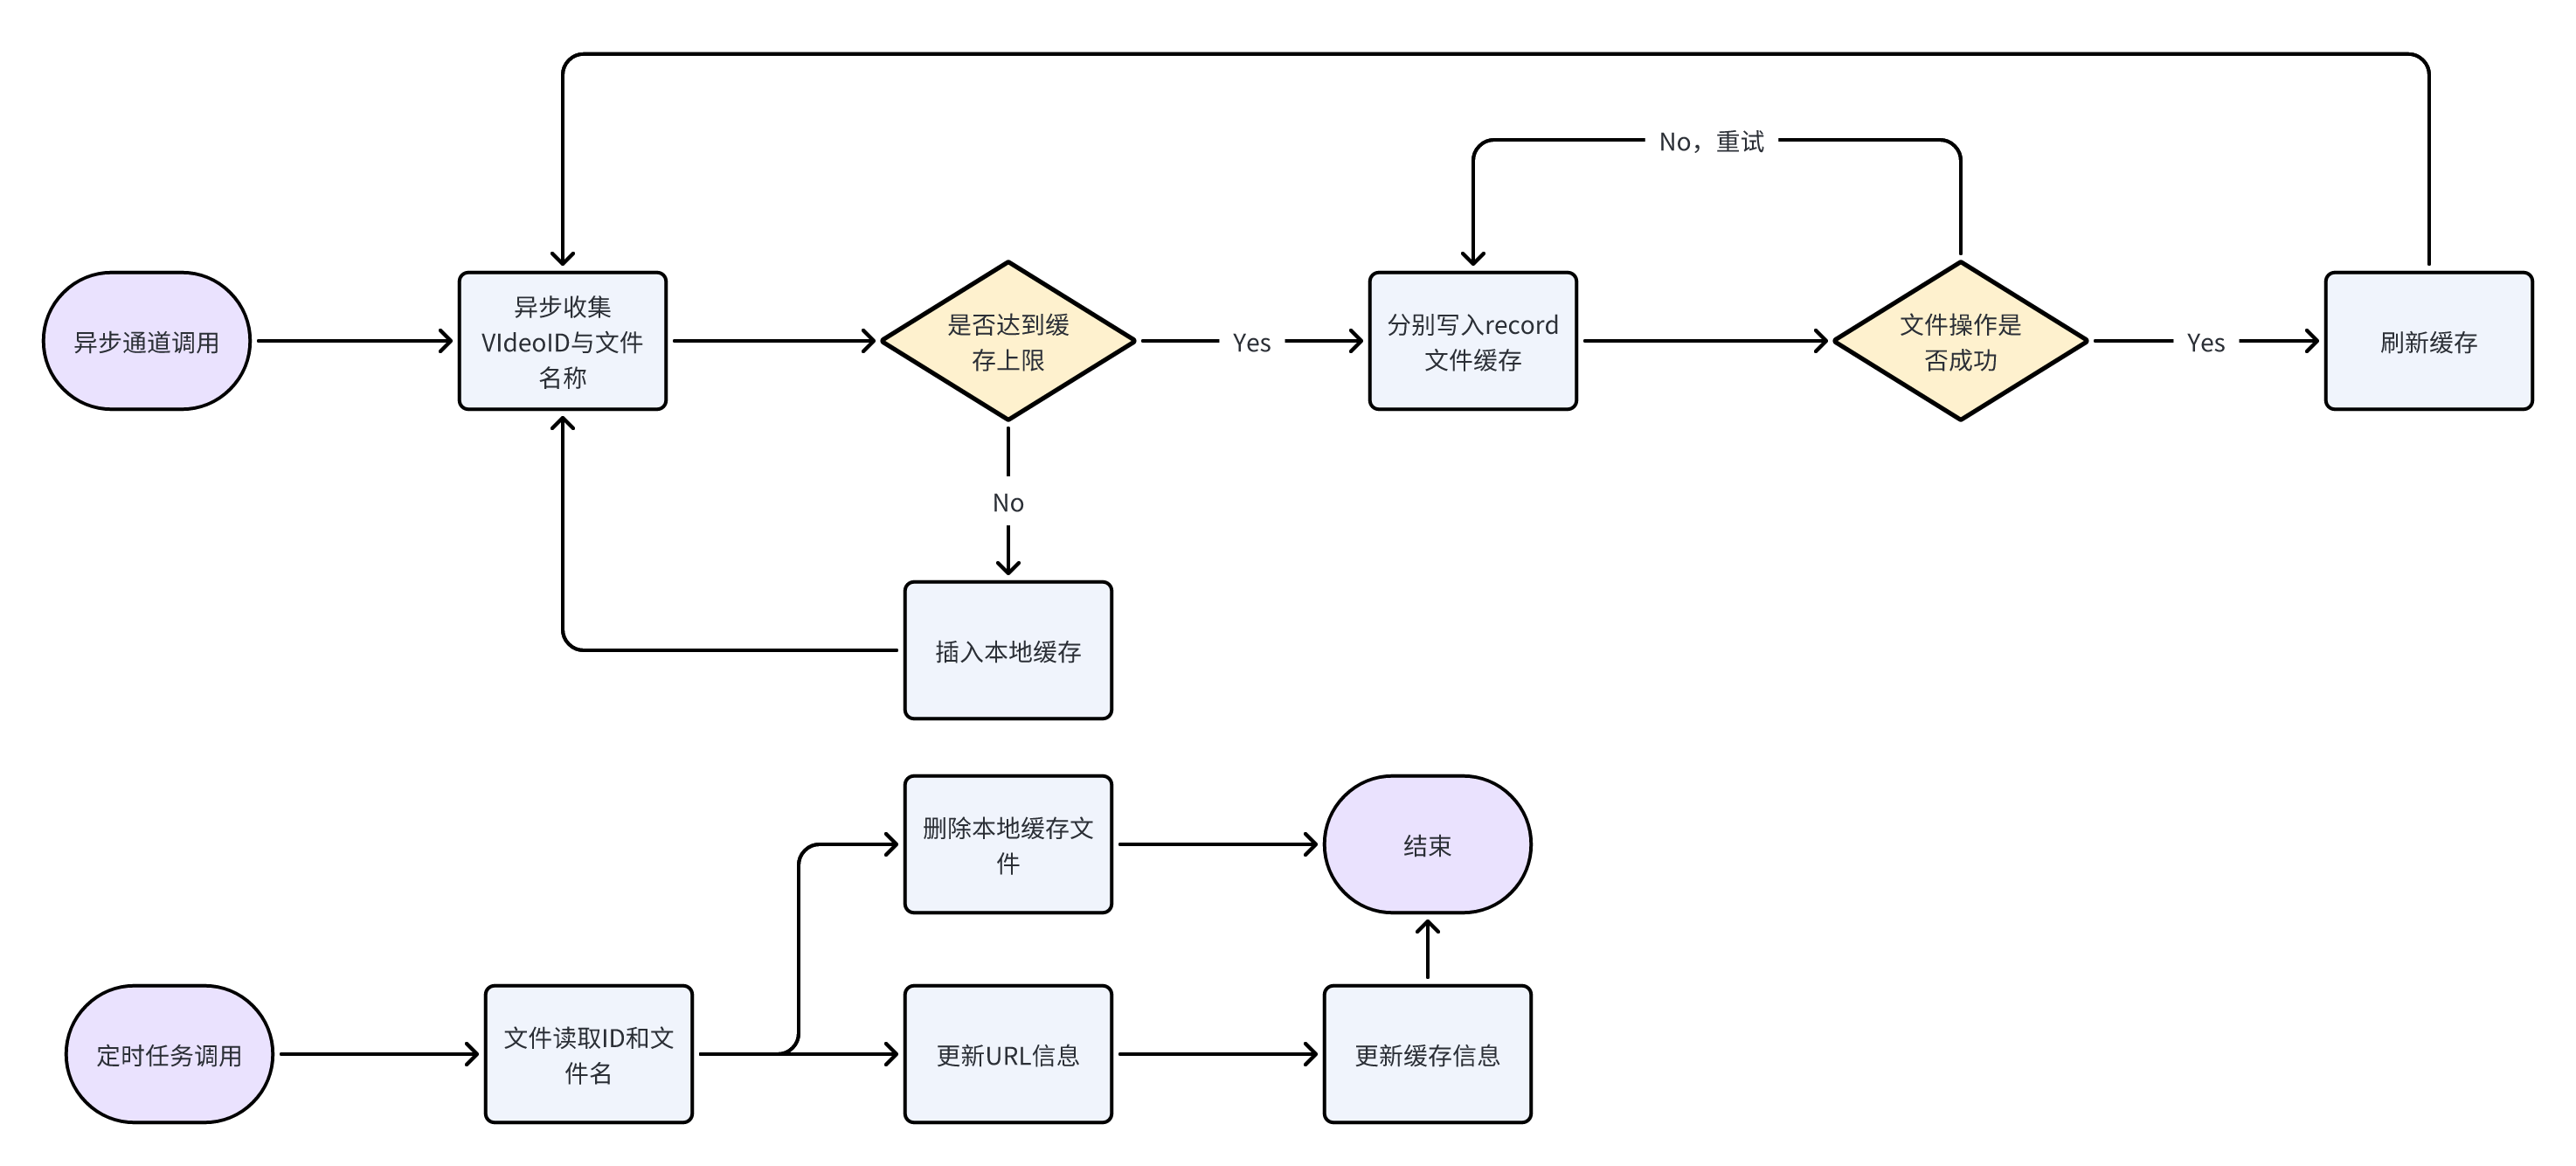 No，重试
异步通道调用
异步收集
VIdeoID与文件
名称
是否达到缓
存上限
Yes
分别写入record
文件缓存
文件操作是
否成功
Yes
刷新缓存
No
插入本地缓存
删除本地缓存文
件
结束
定时任务调用
文件读取ID和文
件名
更新URL信息
更新缓存信息